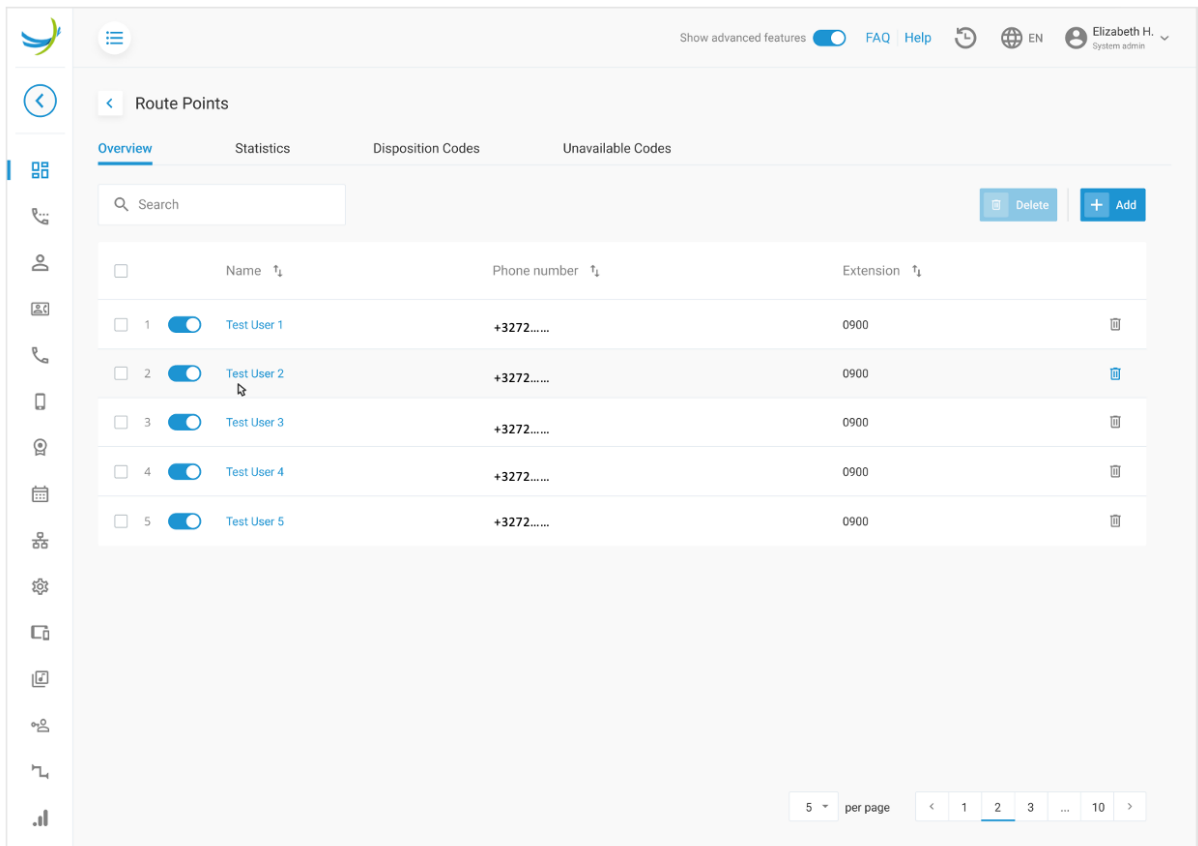 Show advanced features FAQ Help EN Elizabeth H.
System admin
Route Points
Overview Statistics Disposition Codes Unavailable Codes
Search Delete Add
Name Phone number Extension
1 Test User 1 +3272...... 0900
2 Test User 2 +3272...... 0900
3 Test User 3 +3272...... 0900
4 Test User 4 +3272...... 0900
5 Test User 5 +3272...... 0900
5 per page < 1 2 3 ... 10 >